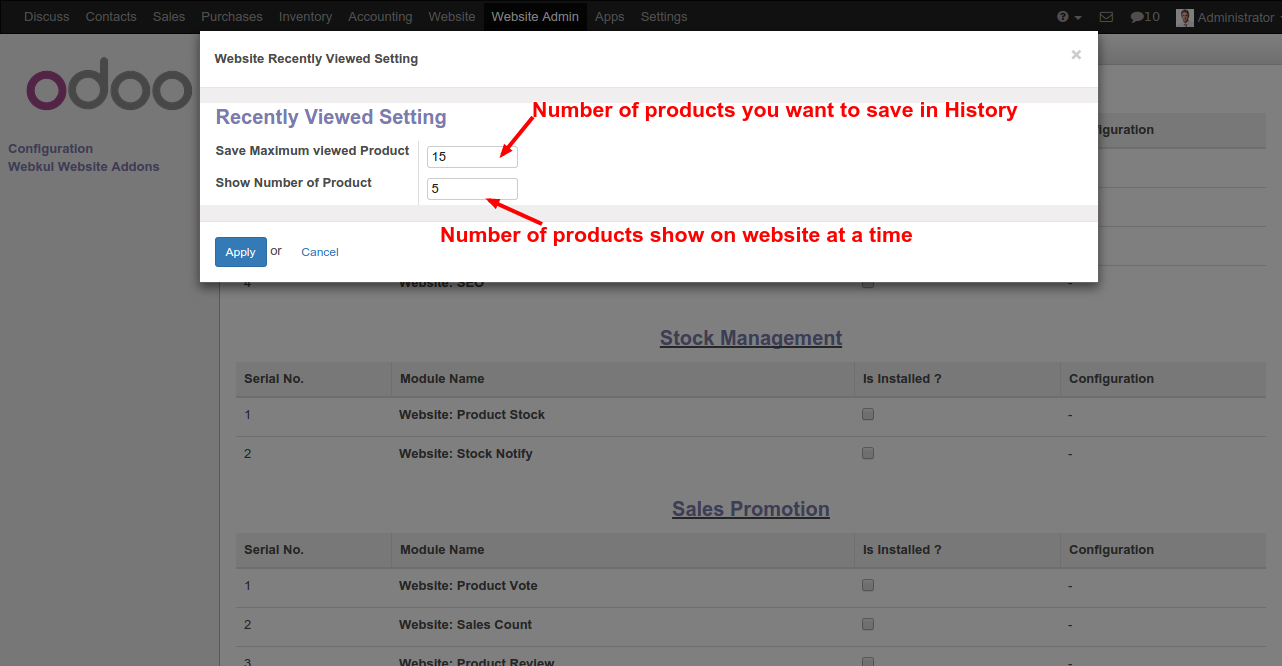 Discuss Contacts Sales Purchases Inventory Accounting Website Website Admin Apps Settings 10 Administrator
odoo
Configuration
Webkul Website Addons
Website Recently Viewed Setting ×
Recently Viewed Setting
Number of products you want to save in History
Save Maximum viewed Product 15
Show Number of Product 5
Number of products show on website at a time
Apply or Cancel
4 Website: SEO -
Stock Management
Serial No. Module Name Is Installed ? Configuration
1 Website: Product Stock -
2 Website: Stock Notify -
Sales Promotion
Serial No. Module Name Is Installed ? Configuration
1 Website: Product Vote -
2 Website: Sales Count -
3 Website: Product Review -